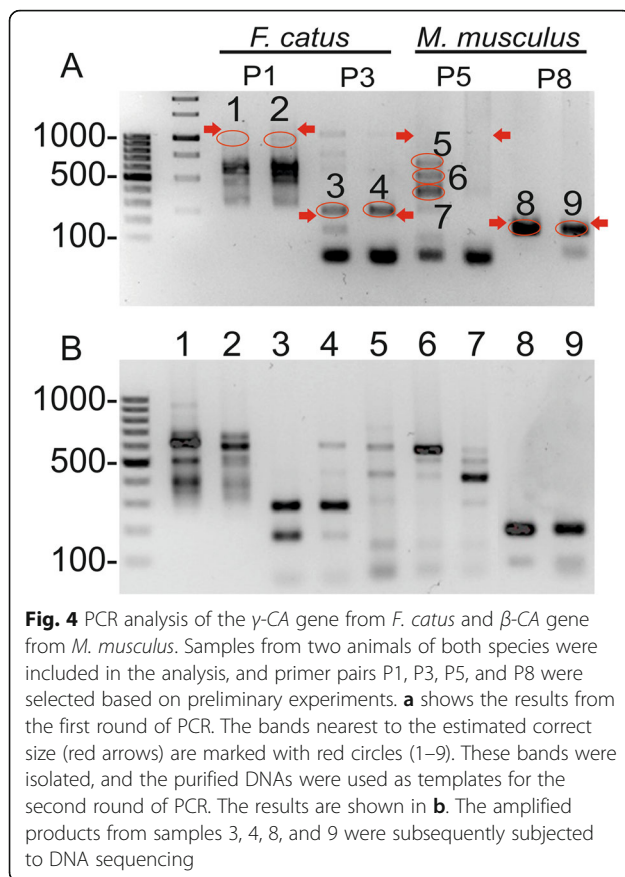 F. catus M. musculus
A P1 P3 P5 P8
1 2
1000-
5
500-
6
3 4
7
8 9
100-
B 1 2 3 4 5 6 7 8 9
1000-
500-
100-
Fig. 4 PCR analysis of the γ-CA gene from F. catus and β-CA gene
from M. musculus. Samples from two animals of both species were
included in the analysis, and primer pairs P1, P3, P5, and P8 were
selected based on preliminary experiments. a shows the results from
the first round of PCR. The bands nearest to the estimated correct
size (red arrows) are marked with red circles (1–9). These bands were
isolated, and the purified DNAs were used as templates for the
second round of PCR. The results are shown in b. The amplified
products from samples 3, 4, 8, and 9 were subsequently subjected
to DNA sequencing